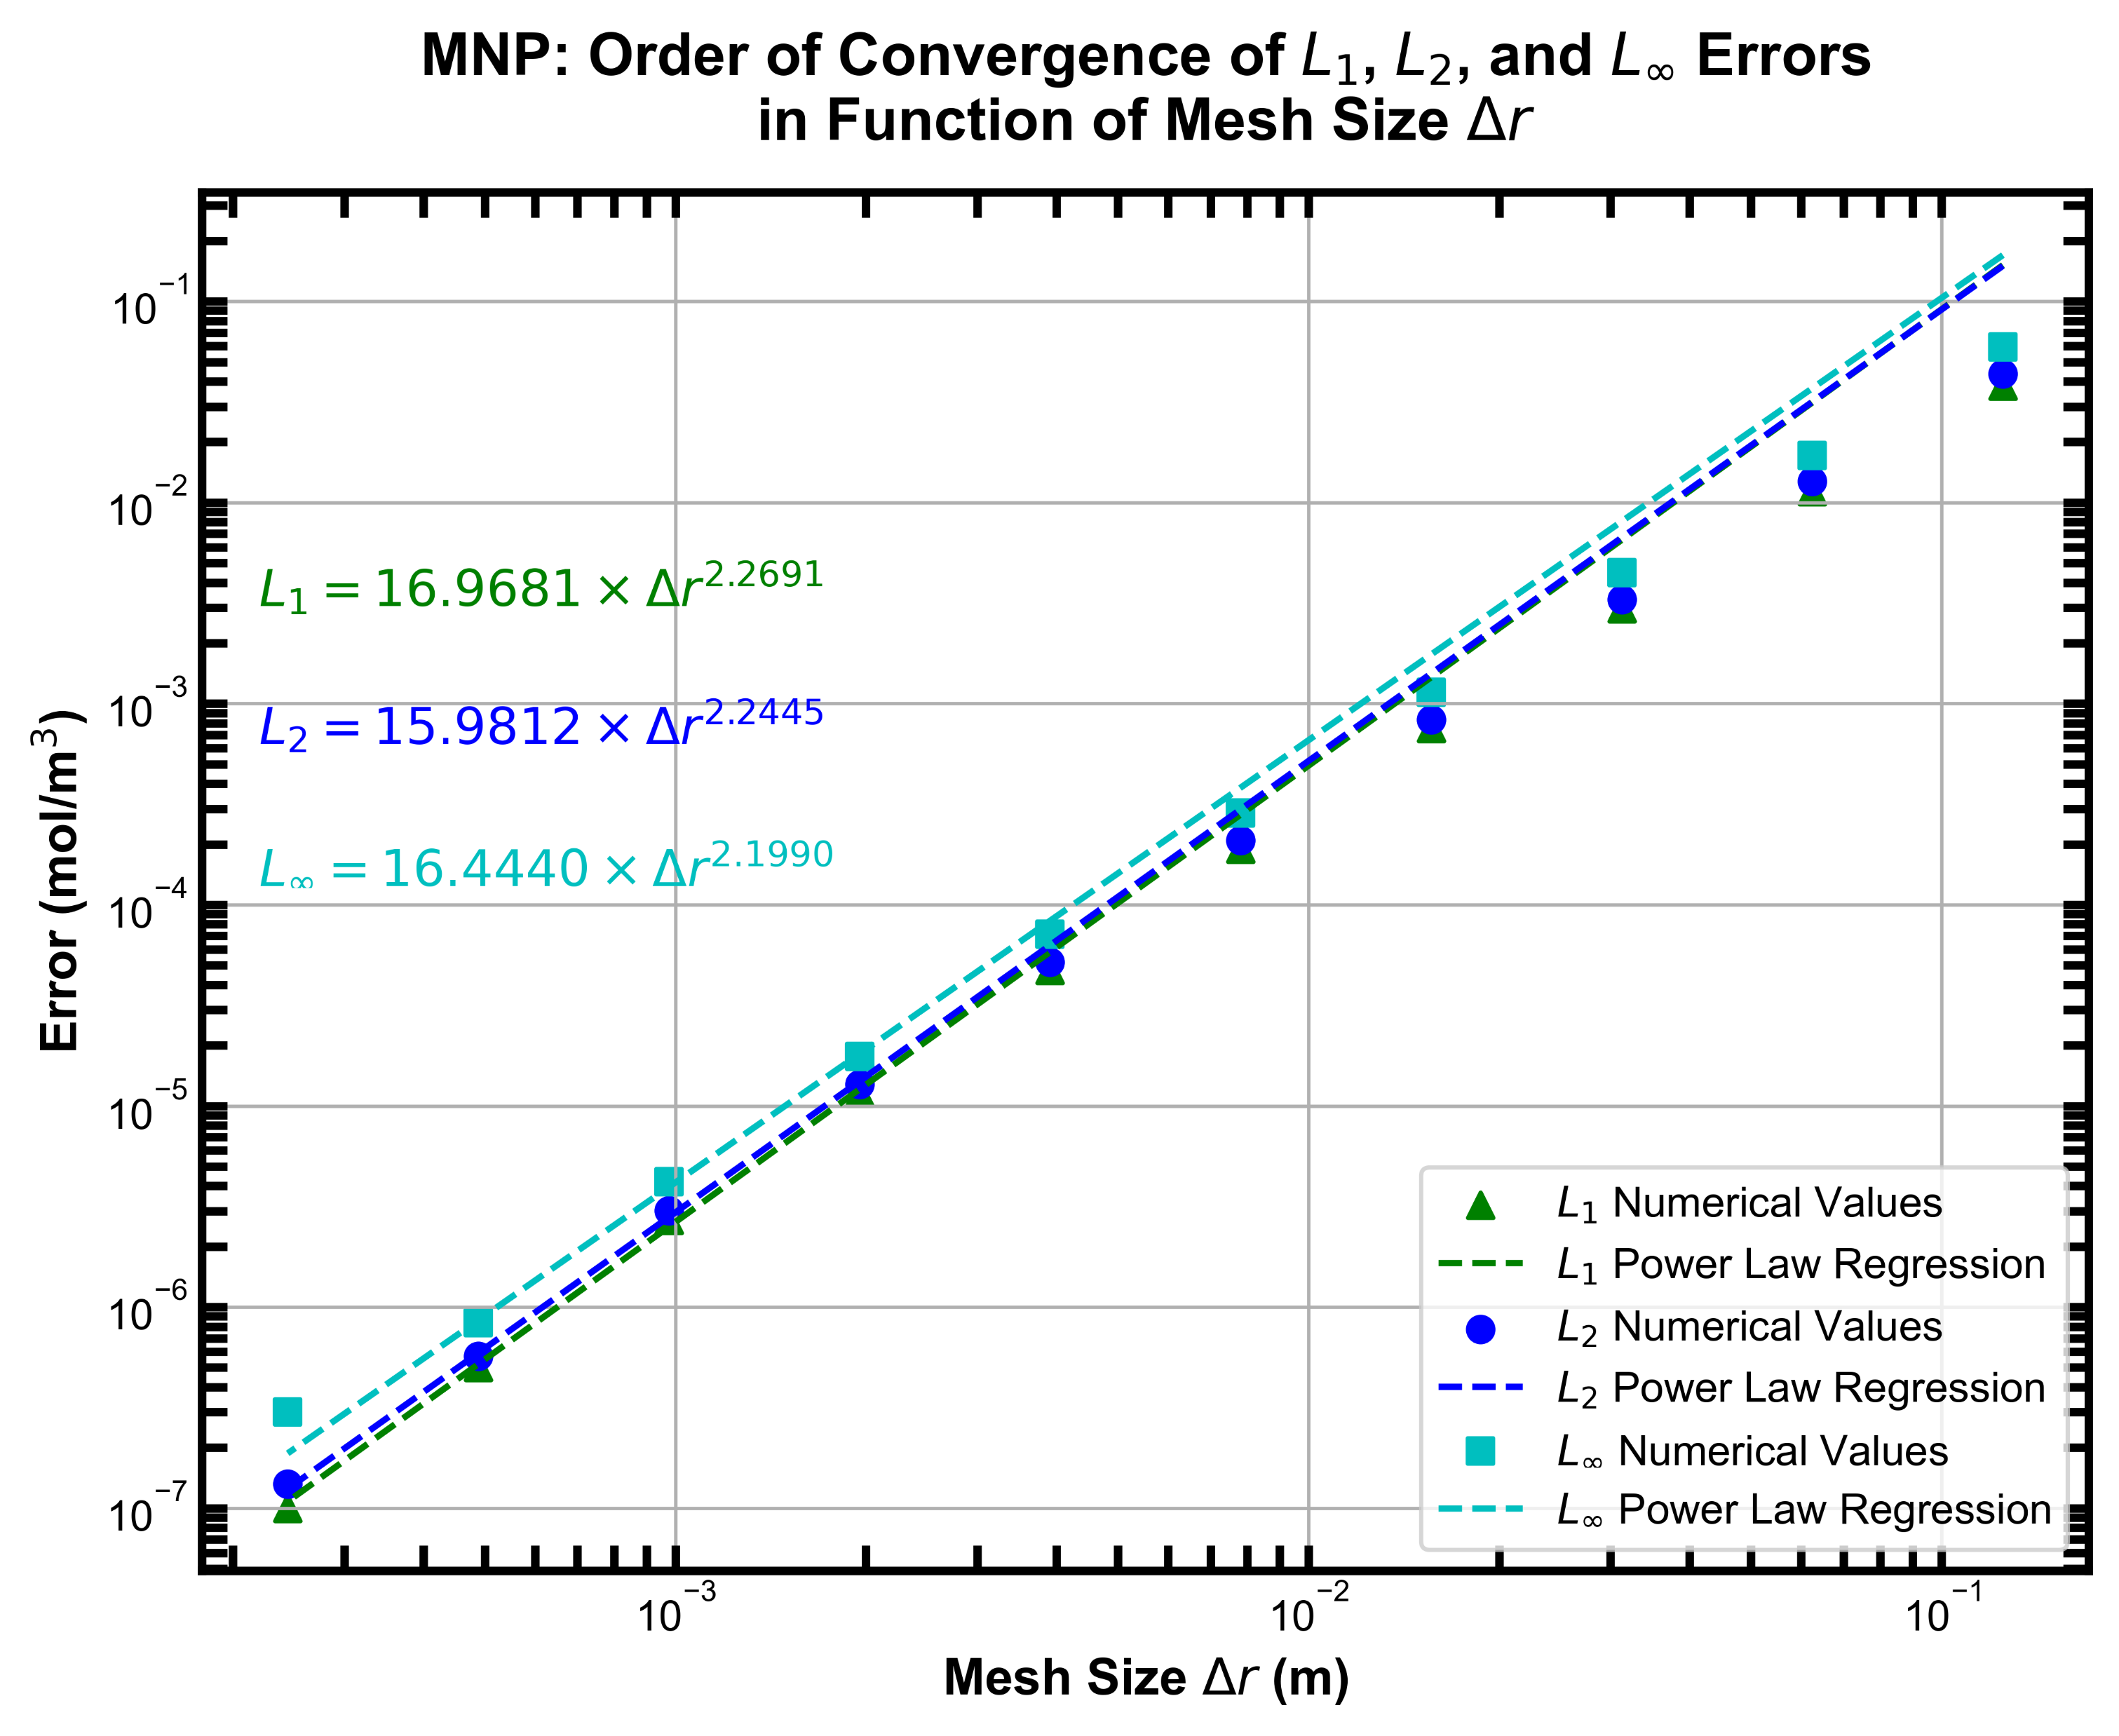 MNP: Order of Convergence of L₁, L₂, and L∞ Errors
in Function of Mesh Size Δr
10⁻¹
10⁻²
10⁻³
10⁻⁴
10⁻⁵
10⁻⁶
10⁻⁷
Error (mol/m³)
L₁ = 16.9681 × Δr^2.2691
L₂ = 15.9812 × Δr^2.2445
L∞ = 16.4440 × Δr^2.1990
L₁ Numerical Values
L₁ Power Law Regression
L₂ Numerical Values
L₂ Power Law Regression
L∞ Numerical Values
L∞ Power Law Regression
10⁻³ 10⁻² 10⁻¹
Mesh Size Δr (m)